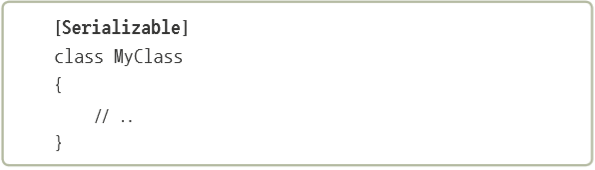 [Serializable]
class MyClass
{
    // ..
}